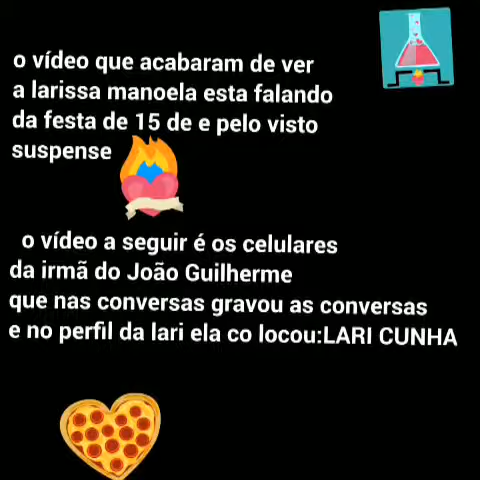 o vídeo que acabaram de ver
a larissa manoela esta falando
da festa de 15 de e pelo visto
suspense
o vídeo a seguir é os celulares
da irmã do João Guilherme
que nas conversas gravou as conversas
e no perfil da lari ela co locou:LARI CUNHA